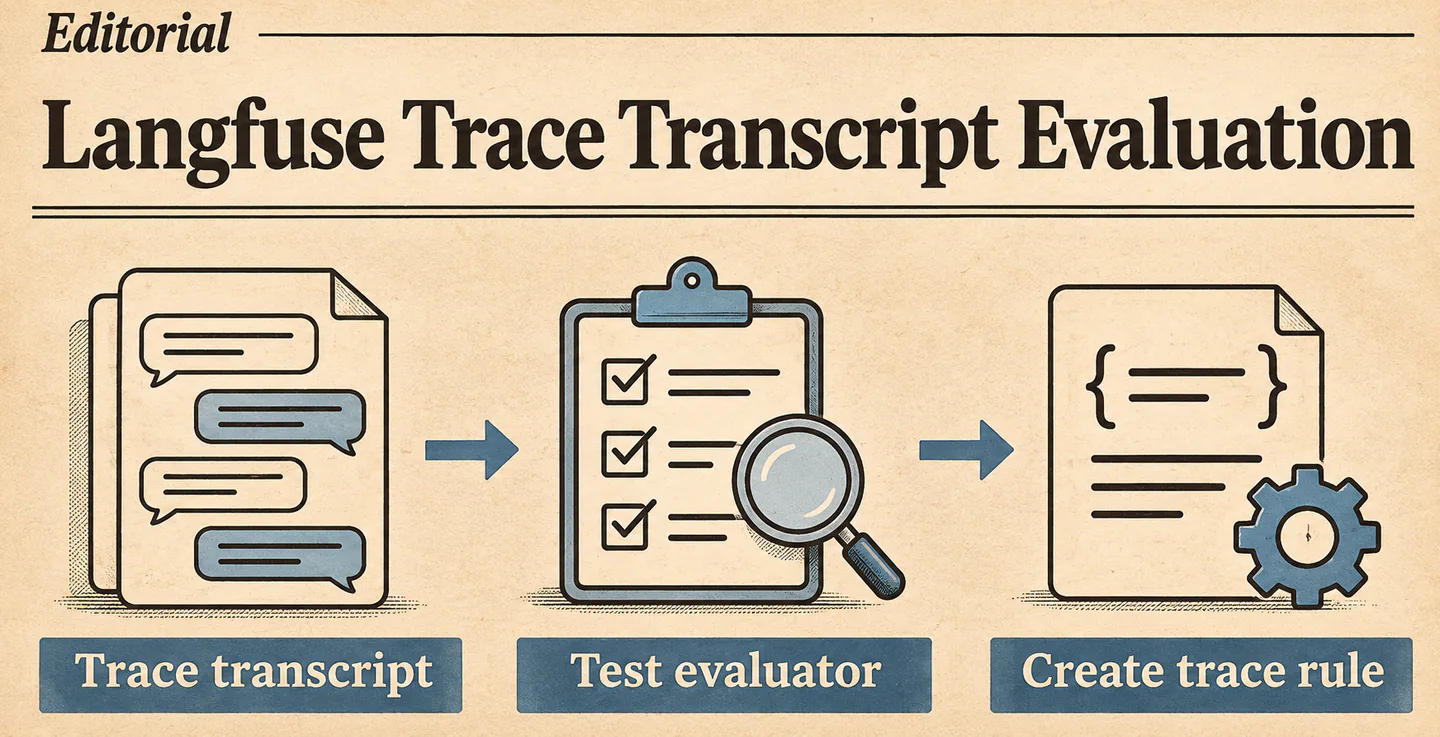 Editorial
Langfuse Trace Transcript Evaluation
Trace transcript
Test evaluator
Create trace rule